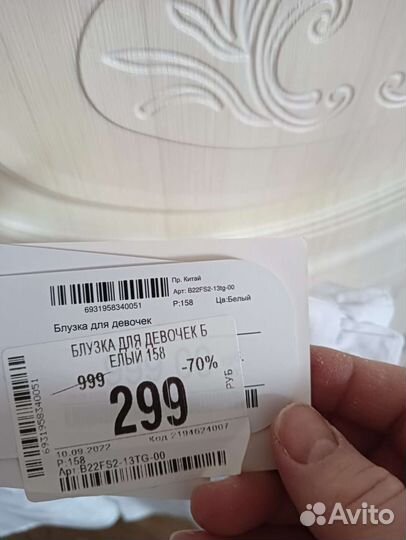 Пр. Китай
Арт: B22FS2-13tg-00
6931958340051
Р:158 Цв:Белый
Блузка для девочек
БЛУЗКА ДЛЯ ДЕВОЧЕК Б
ЕЛЫЙ 158
999 -70%
299 РУБ
6931958340051
10.09.2022 Код 2194624007
Р:158
Арт:B22FS2-13TG-00
Avito